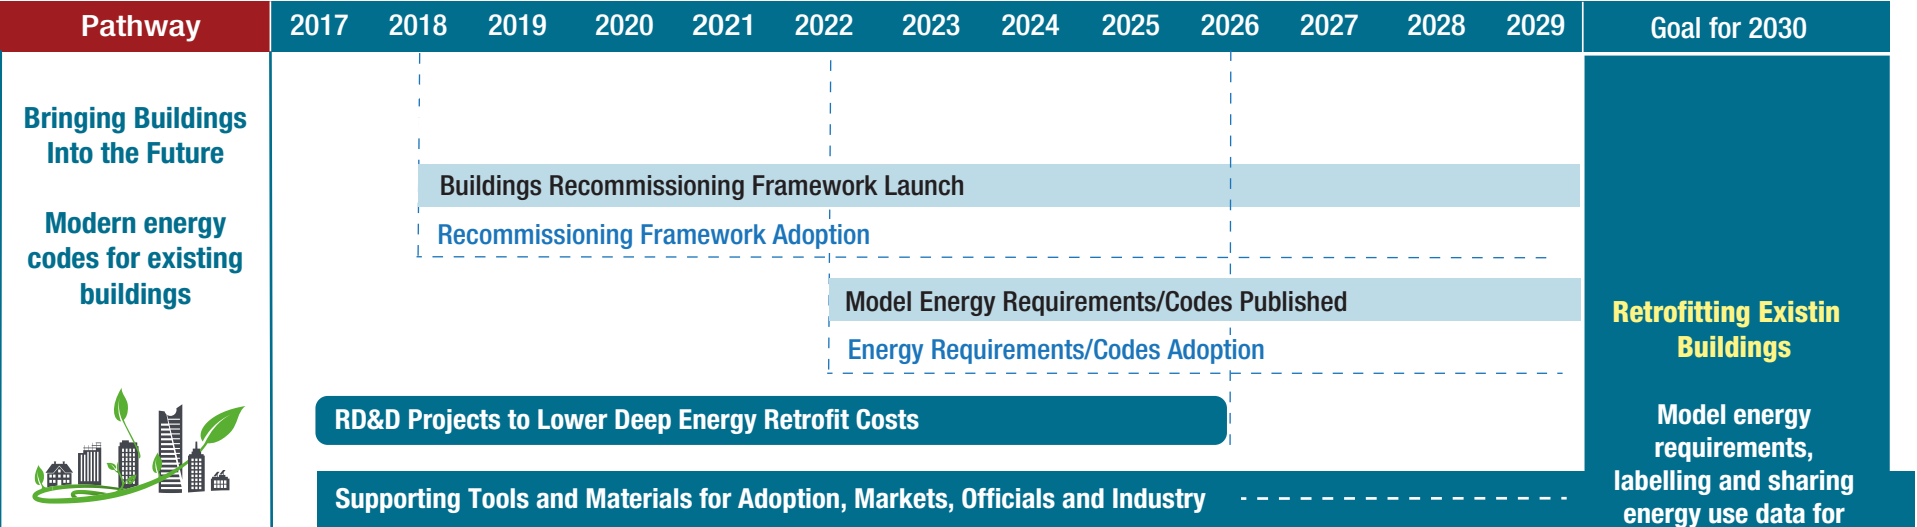 Pathway 2017 2018 2019 2020 2021 2022 2023 2024 2025 2026 2027 2028 2029 Goal for 2030
Bringing Buildings
Into the Future
Modern energy
codes for existing
buildings
Buildings Recommissioning Framework Launch
Recommissioning Framework Adoption
Model Energy Requirements/Codes Published
Energy Requirements/Codes Adoption
RD&D Projects to Lower Deep Energy Retrofit Costs
Supporting Tools and Materials for Adoption, Markets, Officials and Industry
Retrofitting Existin
Buildings
Model energy
requirements,
labelling and sharing
energy use data for